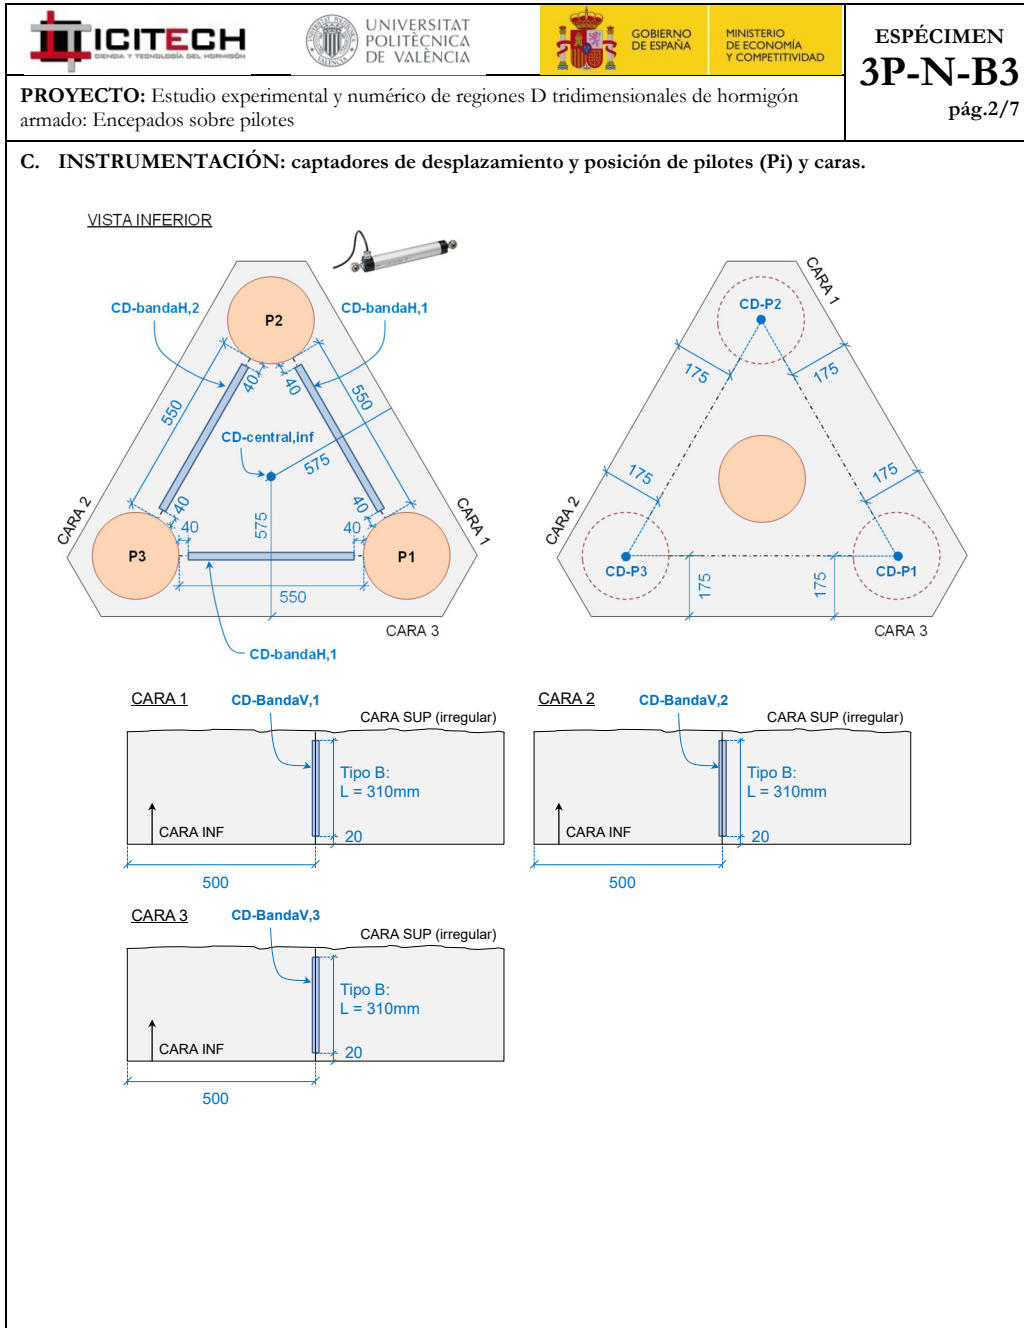 ICITECH
CIENCIA Y TECNOLOGÍA DEL HORMIGÓN
UNIVERSITAT
POLITÈCNICA
DE VALÈNCIA
GOBIERNO
DE ESPAÑA
MINISTERIO
DE ECONOMÍA
Y COMPETITIVIDAD
ESPÉCIMEN
3P-N-B3
pág.2/7
PROYECTO: Estudio experimental y numérico de regiones D tridimensionales de hormigón
armado: Encepados sobre pilotes
C. INSTRUMENTACIÓN: captadores de desplazamiento y posición de pilotes (Pi) y caras.
VISTA INFERIOR
CD-bandaH,2
CD-bandaH,1
P2
40
40
550
550
CD-central,inf
575
575
CARA 2
CARA 1
40
40
40
40
P3
P1
550
CARA 3
CD-bandaH,1
CARA 1
CD-P2
175
175
175
175
CARA 2
CD-P3
CD-P1
175
175
CARA 3
CARA 1
CD-BandaV,1
CARA SUP (irregular)
Tipo B:
L = 310mm
CARA INF
20
500
CARA 2
CD-BandaV,2
CARA SUP (irregular)
Tipo B:
L = 310mm
CARA INF
20
500
CARA 3
CD-BandaV,3
CARA SUP (irregular)
Tipo B:
L = 310mm
CARA INF
20
500